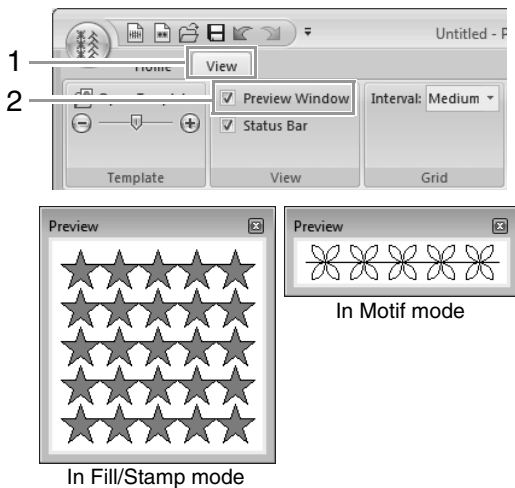 Untitled - P
1
Home View
2
Preview Window
Interval: Medium
Status Bar
Template View Grid
Preview
Preview
In Motif mode
In Fill/Stamp mode